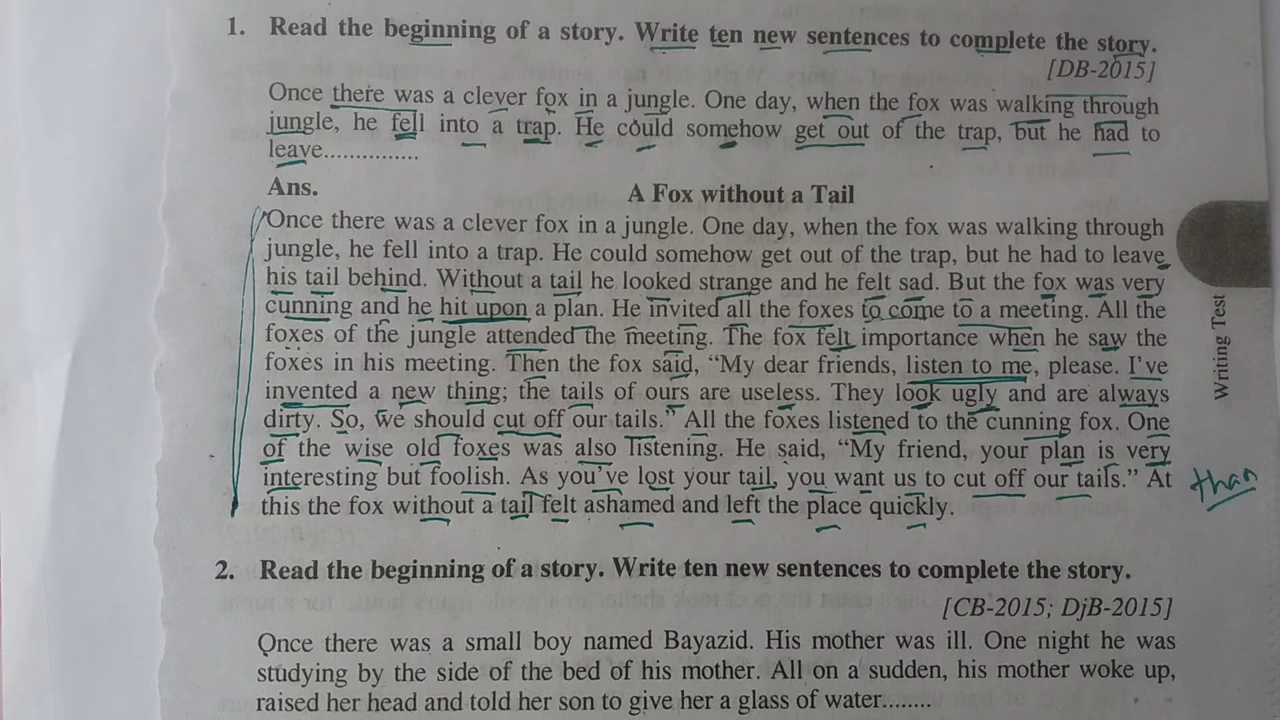 1. Read the beginning of a story. Write ten new sentences to complete the story.
[DB-2015]
Once there was a clever fox in a jungle. One day, when the fox was walking through
jungle, he fell into a trap. He could somehow get out of the trap, but he had to
leave...............
Ans. A Fox without a Tail
Once there was a clever fox in a jungle. One day, when the fox was walking through
jungle, he fell into a trap. He could somehow get out of the trap, but he had to leave
his tail behind. Without a tail he looked strange and he felt sad. But the fox was very
cunning and he hit upon a plan. He invited all the foxes to come to a meeting. All the
foxes of the jungle attended the meeting. The fox felt importance when he saw the
foxes in his meeting. Then the fox said, “My dear friends, listen to me, please. I’ve
invented a new thing; the tails of ours are useless. They look ugly and are always
dirty. So, we should cut off our tails.” All the foxes listened to the cunning fox. One
of the wise old foxes was also listening. He said, “My friend, your plan is very
interesting but foolish. As you’ve lost your tail, you want us to cut off our tails.” At
this the fox without a tail felt ashamed and left the place quickly.
than
Writing Test
2. Read the beginning of a story. Write ten new sentences to complete the story.
[CB-2015; DjB-2015]
Once there was a small boy named Bayazid. His mother was ill. One night he was
studying by the side of the bed of his mother. All on a sudden, his mother woke up,
raised her head and told her son to give her a glass of water........